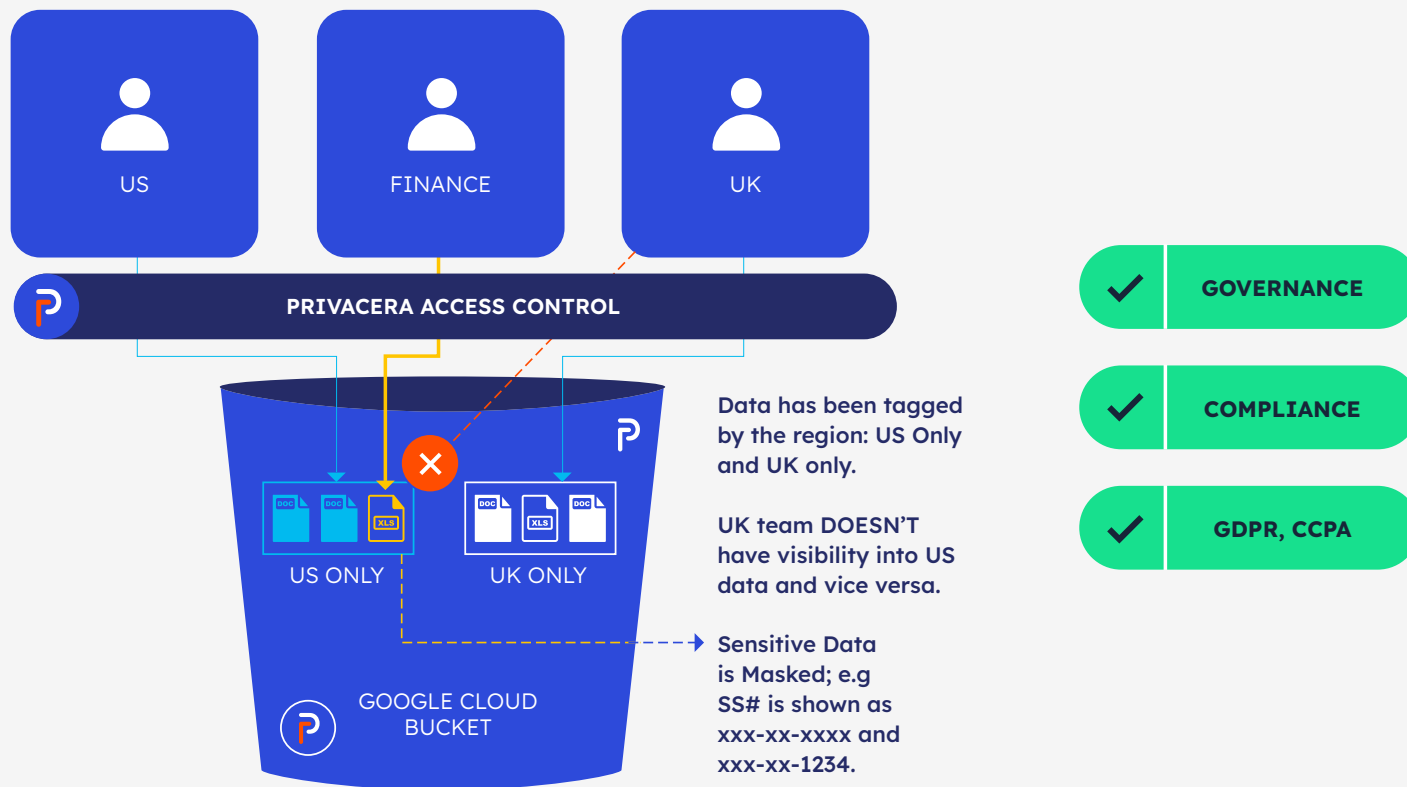 US
FINANCE
UK
PRIVACERA ACCESS CONTROL
DOC
DOC
XLS
DOC
XLS
DOC
US ONLY
UK ONLY
GOOGLE CLOUD
BUCKET
Data has been tagged
by the region: US Only
and UK only.
UK team DOESN’T
have visibility into US
data and vice versa.
Sensitive Data
is Masked; e.g
SS# is shown as
xxx-xx-xxxx and
xxx-xx-1234.
GOVERNANCE
COMPLIANCE
GDPR, CCPA